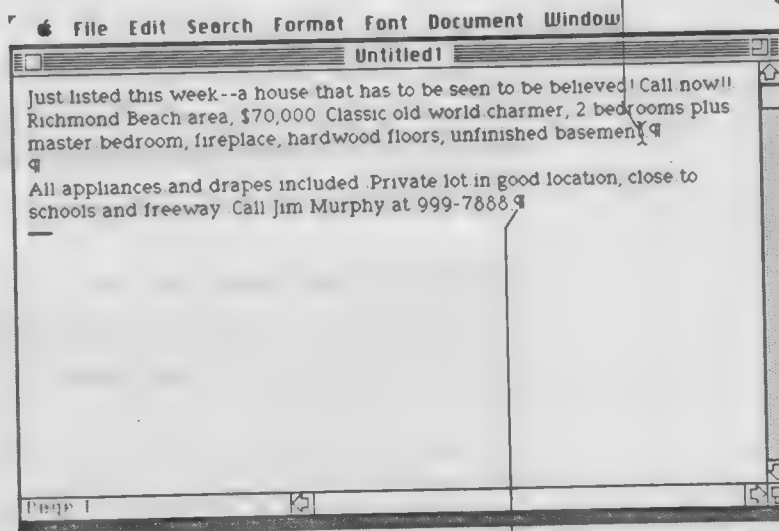 File Edit Search Format Font Document Window
Untitled1
Just listed this week--a house that has to be seen to be believed! Call now!!
Richmond Beach area, $70,000 Classic old world charmer, 2 bedrooms plus
master bedroom, fireplace, hardwood floors, unfinished basement ¶
¶
All appliances and drapes included Private lot in good location, close to
schools and freeway Call Jim Murphy at 999-7888 ¶
Page 1